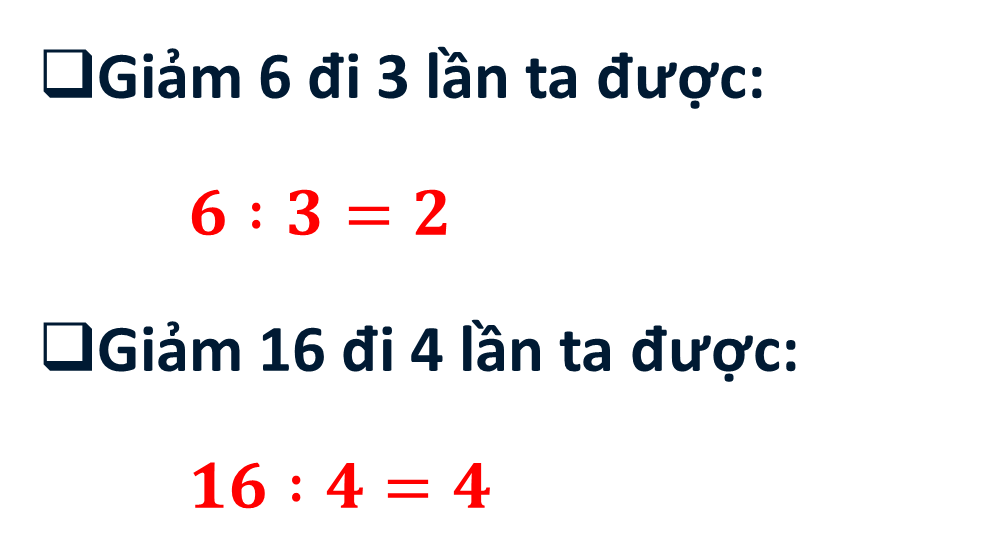 ❑Giảm 6 đi 3 lần ta được:
6 : 3 = 2
❑Giảm 16 đi 4 lần ta được:
16 : 4 = 4